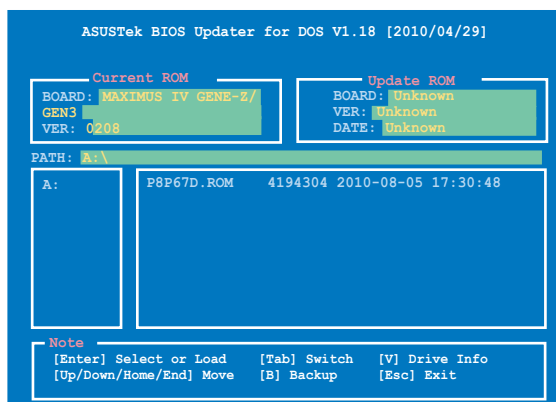 ASUSTek BIOS Updater for DOS V1.18 [2010/04/29]
Current ROM
BOARD: MAXIMUS IV GENE-Z/
GEN3
VER: 0208
Update ROM
BOARD: Unknown
VER: Unknown
DATE: Unknown
PATH: A:\
A:
P8P67D.ROM 4194304 2010-08-05 17:30:48
Note
[Enter] Select or Load [Tab] Switch [V] Drive Info
[Up/Down/Home/End] Move [B] Backup [Esc] Exit